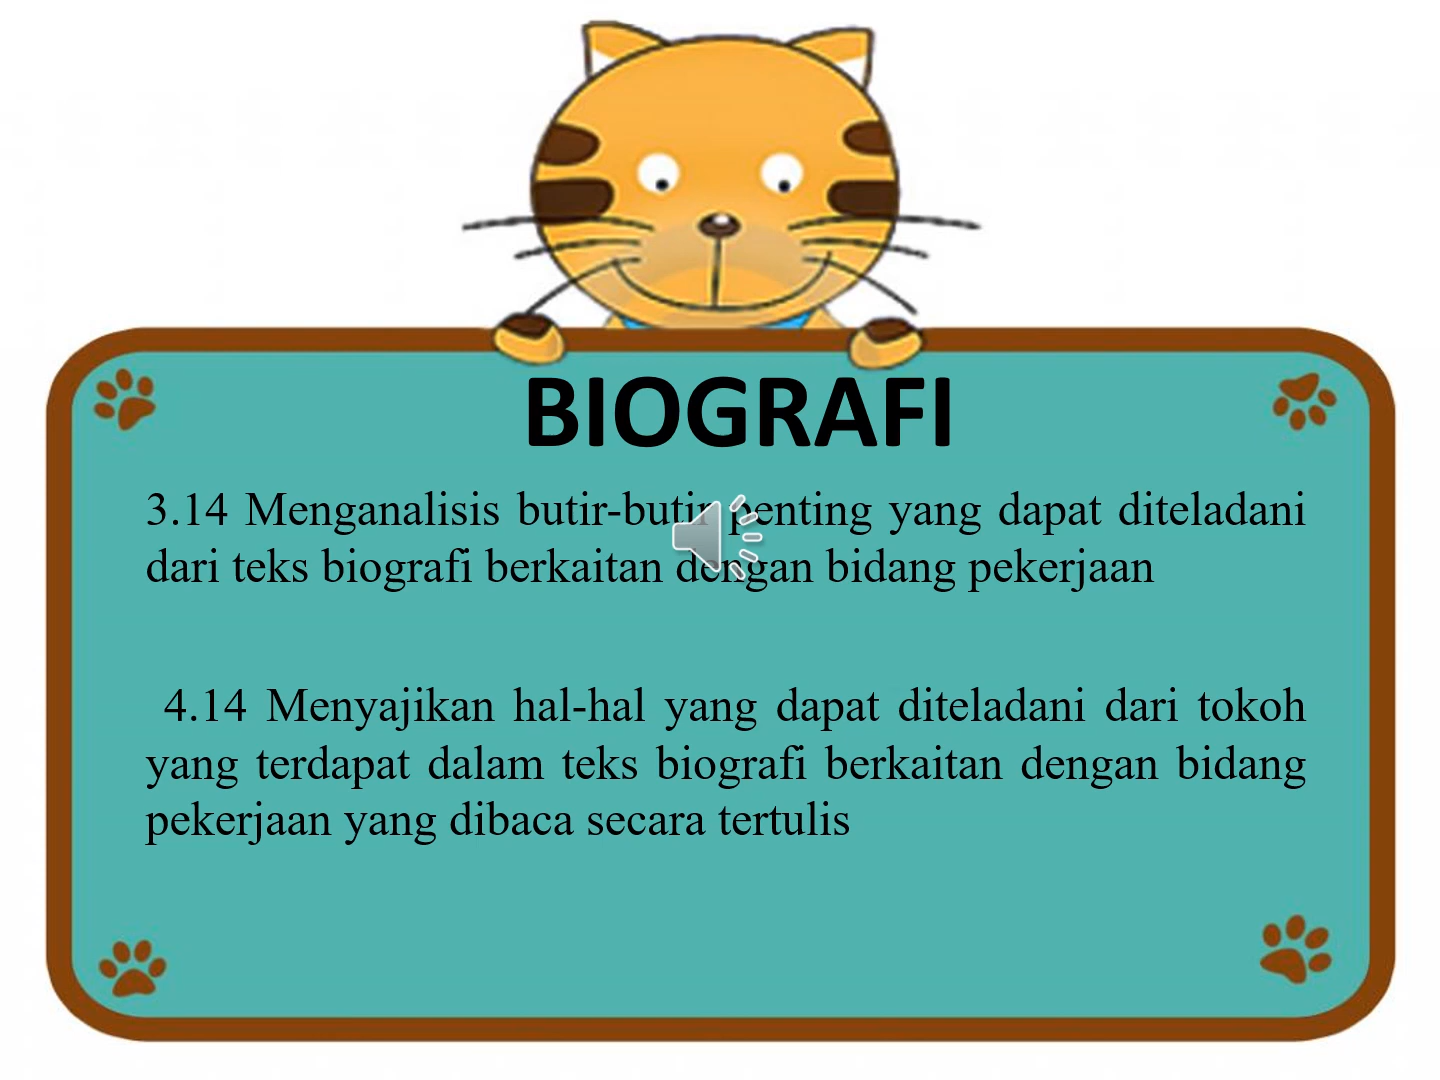 BIOGRAFI
3.14 Menganalisis butir-butir penting yang dapat diteladani
dari teks biografi berkaitan dengan bidang pekerjaan
4.14 Menyajikan hal-hal yang dapat diteladani dari tokoh
yang terdapat dalam teks biografi berkaitan dengan bidang
pekerjaan yang dibaca secara tertulis